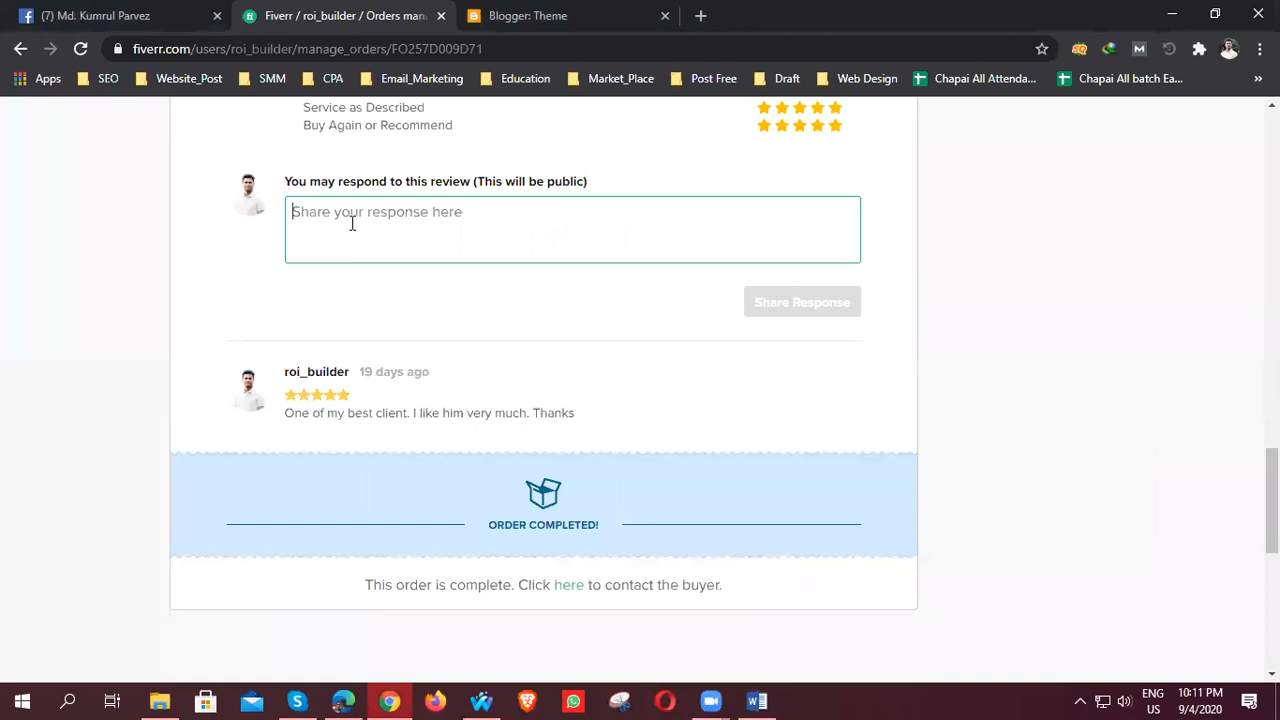 (7) Md. Kumrul Parvez
Fiverr / roi_builder / Orders man
Blogger: Theme
fiverr.com/users/roi_builder/manage_orders/FO257D009D71
Apps
SEO
Website_Post
SMM
CPA
Email_Marketing
Education
Market_Place
Post Free
Draft
Web Design
Chapai All Attenda...
Chapai All batch Ea...
»
Service as Described
Buy Again or Recommend
You may respond to this review (This will be public)
Share your response here
Share Response
roi_builder 19 days ago
One of my best client. I like him very much. Thanks
ORDER COMPLETED!
This order is complete. Click here to contact the buyer.
ENG
US
10:11 PM
9/4/2020